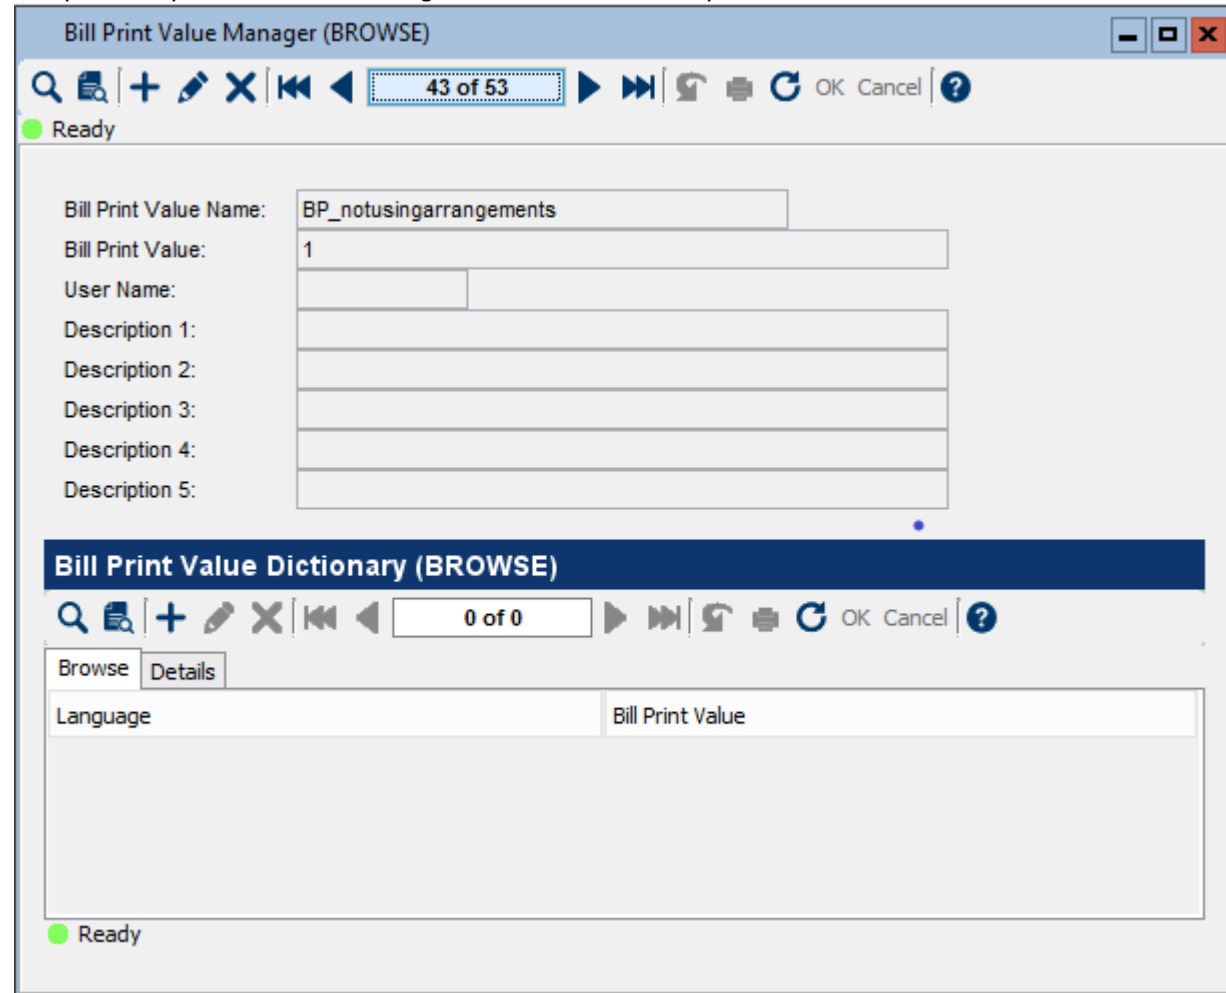 Bill Print Value Manager (BROWSE)
43 of 53 OK Cancel ?
Ready
Bill Print Value Name: BP_notusingarrangements
Bill Print Value: 1
User Name:
Description 1:
Description 2:
Description 3:
Description 4:
Description 5:
Bill Print Value Dictionary (BROWSE)
0 of 0 OK Cancel ?
Browse Details
Language Bill Print Value
Ready